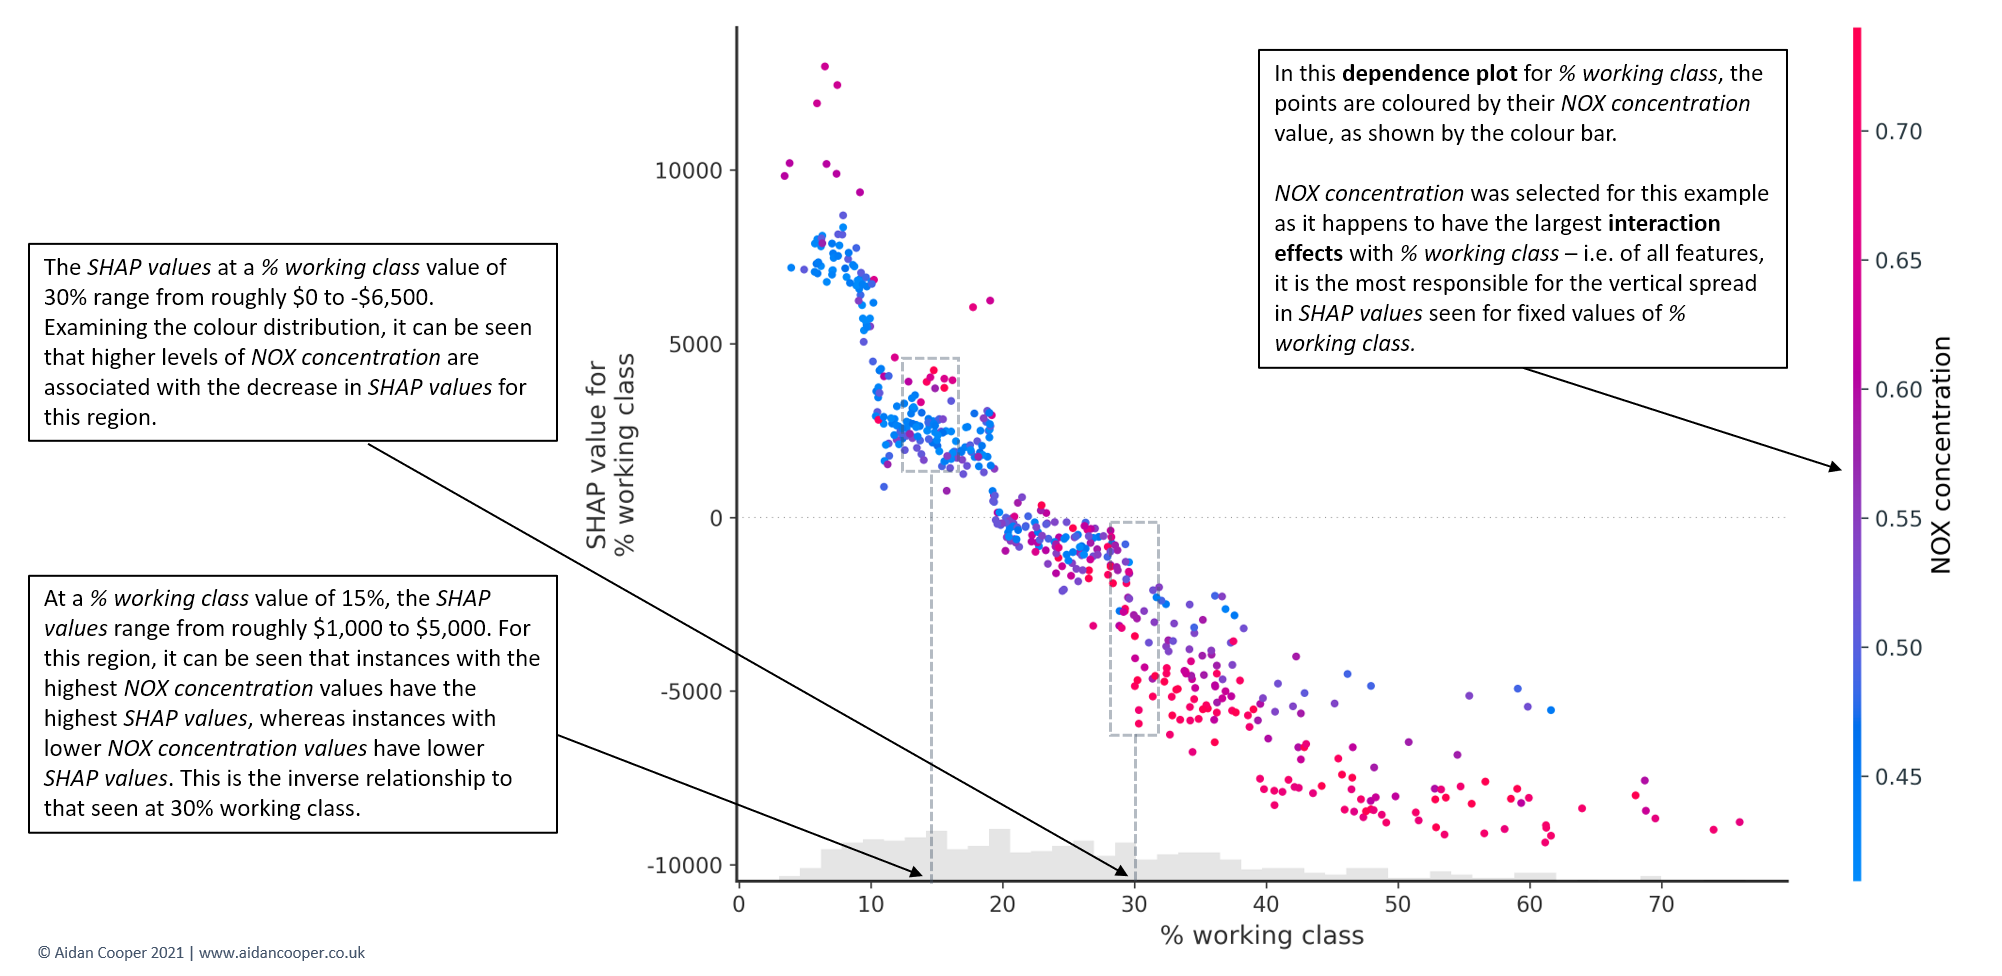 In this dependence plot for % working class, the
points are coloured by their NOX concentration
value, as shown by the colour bar.
NOX concentration was selected for this example
as it happens to have the largest interaction
effects with % working class – i.e. of all features,
it is the most responsible for the vertical spread
in SHAP values seen for fixed values of %
working class.
The SHAP values at a % working class value of
30% range from roughly $0 to -$6,500.
Examining the colour distribution, it can be seen
that higher levels of NOX concentration are
associated with the decrease in SHAP values for
this region.
At a % working class value of 15%, the SHAP
values range from roughly $1,000 to $5,000. For
this region, it can be seen that instances with the
highest NOX concentration values have the
highest SHAP values, whereas instances with
lower NOX concentration values have lower
SHAP values. This is the inverse relationship to
that seen at 30% working class.
SHAP value for
% working class
10000
5000
0
-5000
-10000
0 10 20 30 40 50 60 70
% working class
0.70
0.65
0.60
0.55
0.50
0.45
NOX concentration
© Aidan Cooper 2021 | www.aidancooper.co.uk